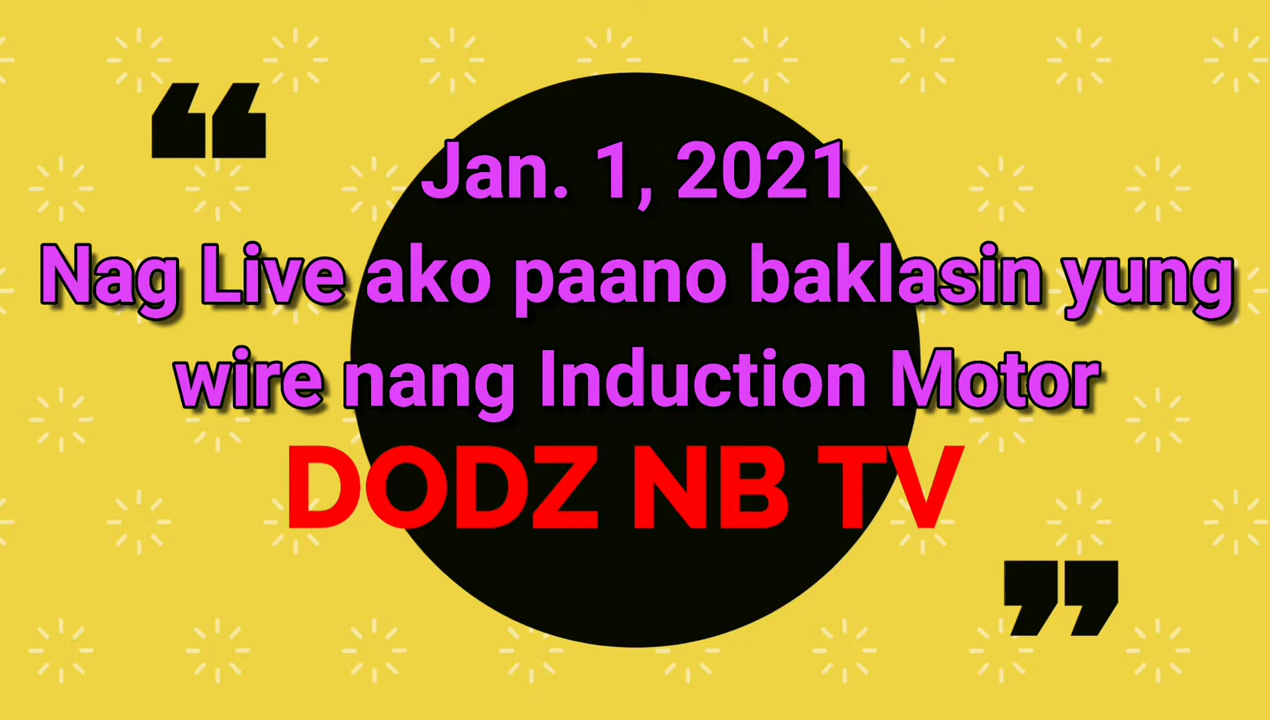 Jan. 1, 2021
Nag Live ako paano baklasin yung
wire nang Induction Motor
DODZ NB TV